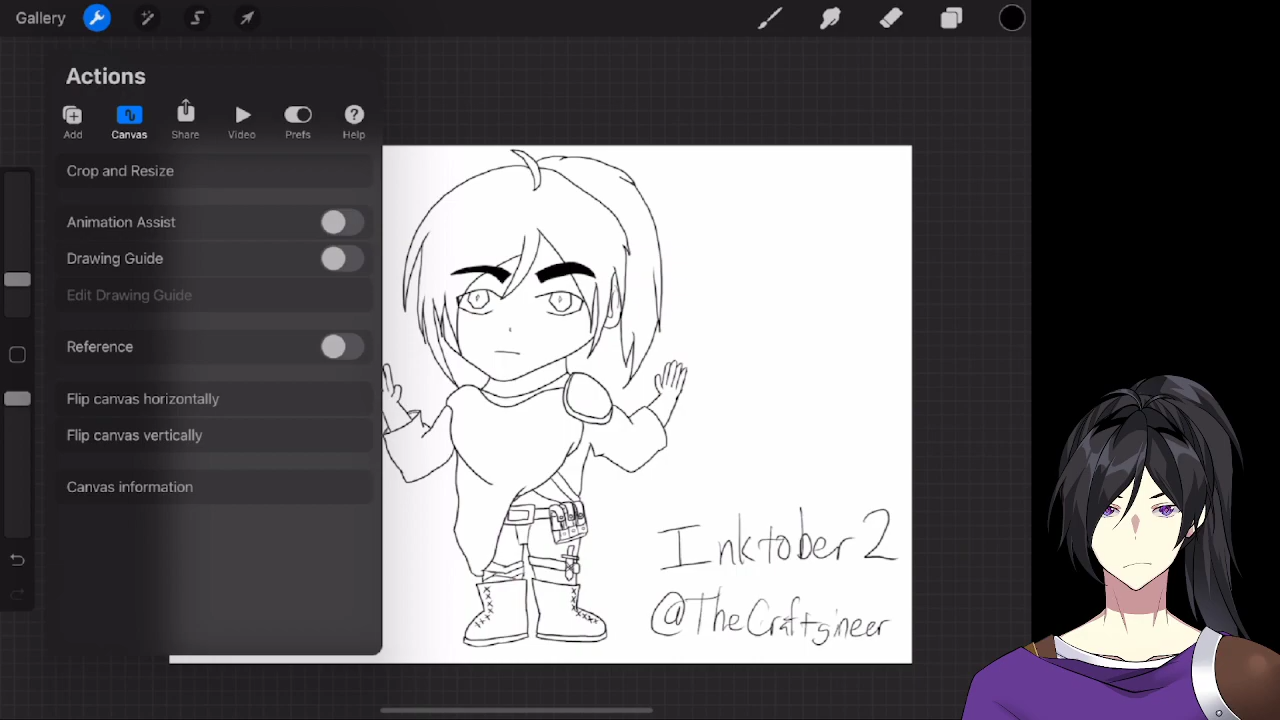 Gallery
Actions
Add Canvas Share Video Prefs Help
Crop and Resize
Animation Assist
Drawing Guide
Edit Drawing Guide
Reference
Flip canvas horizontally
Flip canvas vertically
Canvas information
Inktober 2
@TheCraftgineer